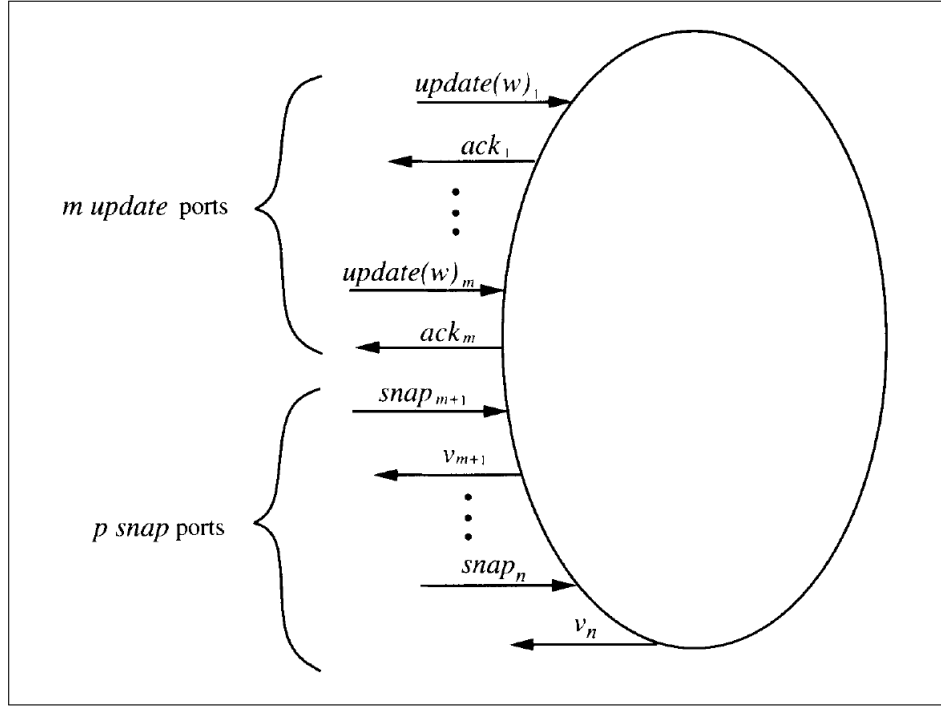 update(w)₁
ack₁
m update ports
update(w)ₘ
ackₘ
snapₘ₊₁
vₘ₊₁
p snap ports
snapₙ
vₙ